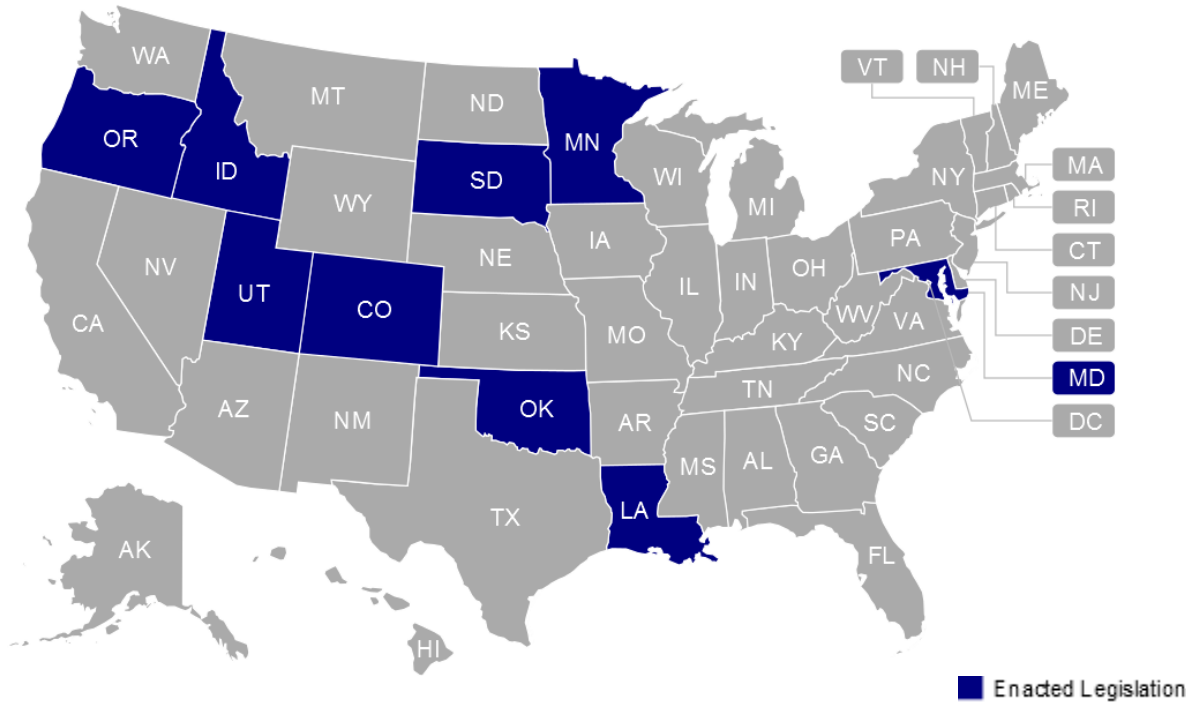 WA
MT
ND
MN
VT
NH
ME
OR
ID
SD
WI
NY
MA
WY
MI
RI
IA
PA
CT
NV
NE
OH
UT
IL
IN
NJ
CO
WV
VA
CA
KS
MO
KY
DE
AZ
OK
TN
NC
MD
NM
AR
SC
DC
MS
AL
GA
TX
LA
AK
FL
HI
Enacted Legislation